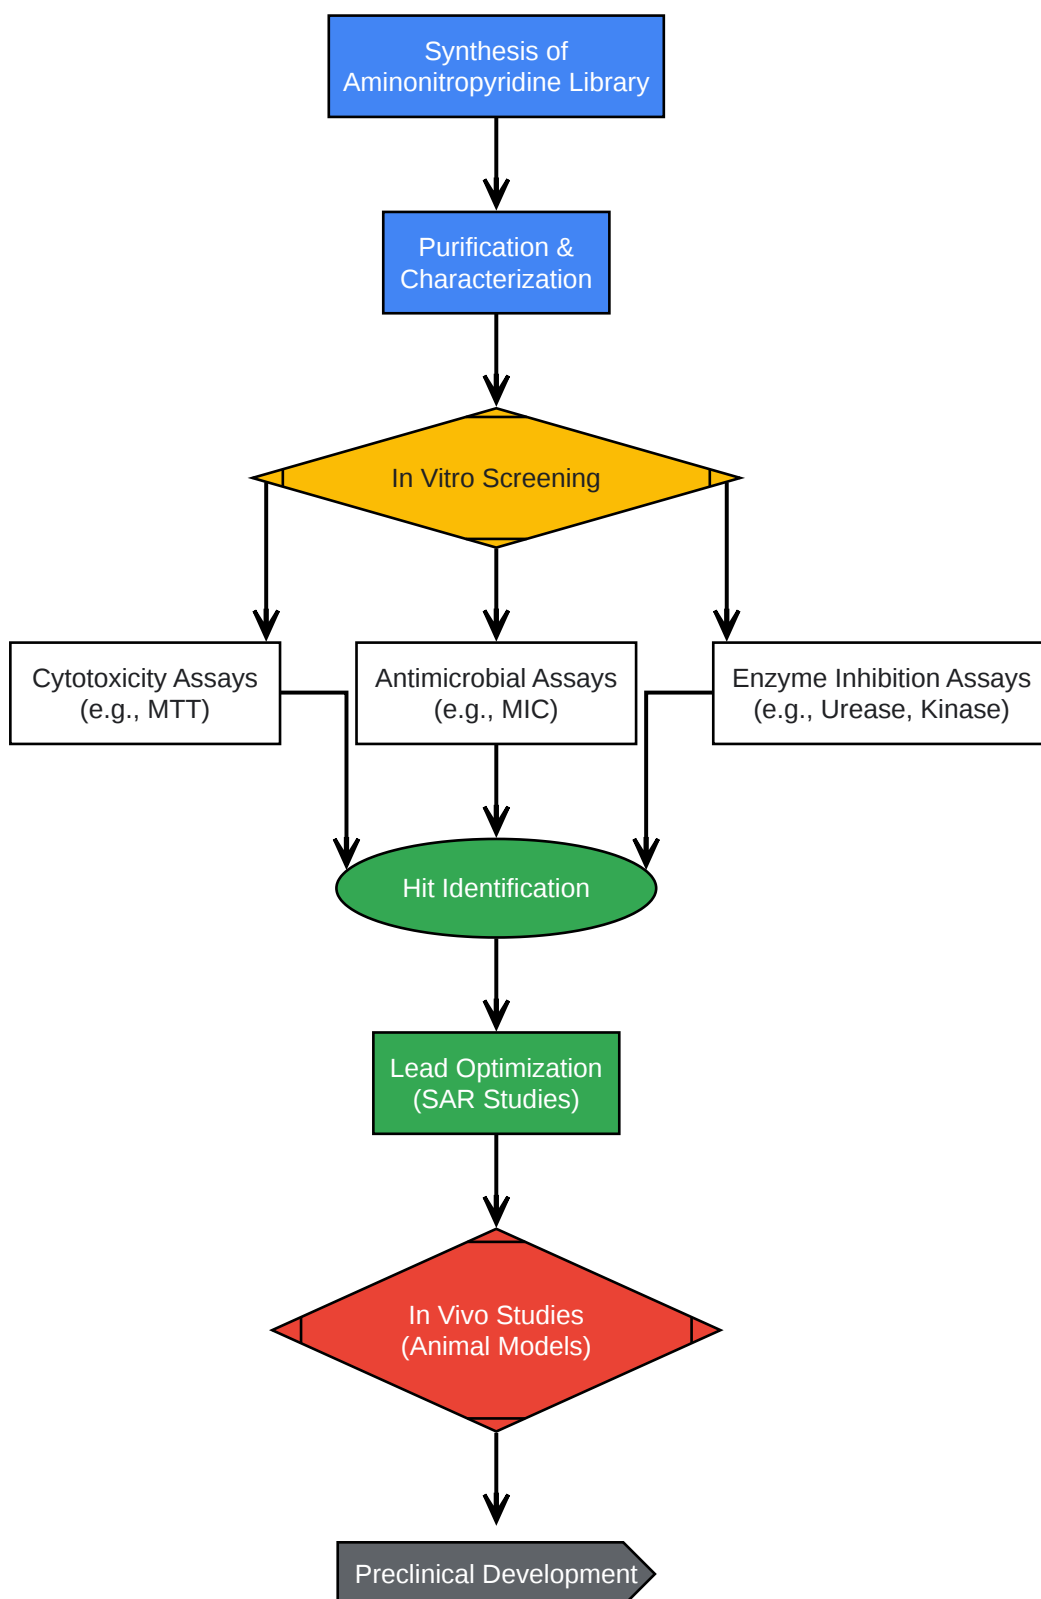 Synthesis of
Aminonitropyridine Library
Purification &
Characterization
In Vitro Screening
Cytotoxicity Assays
(e.g., MTT)
Antimicrobial Assays
(e.g., MIC)
Enzyme Inhibition Assays
(e.g., Urease, Kinase)
Hit Identification
Lead Optimization
(SAR Studies)
In Vivo Studies
(Animal Models)
Preclinical Development